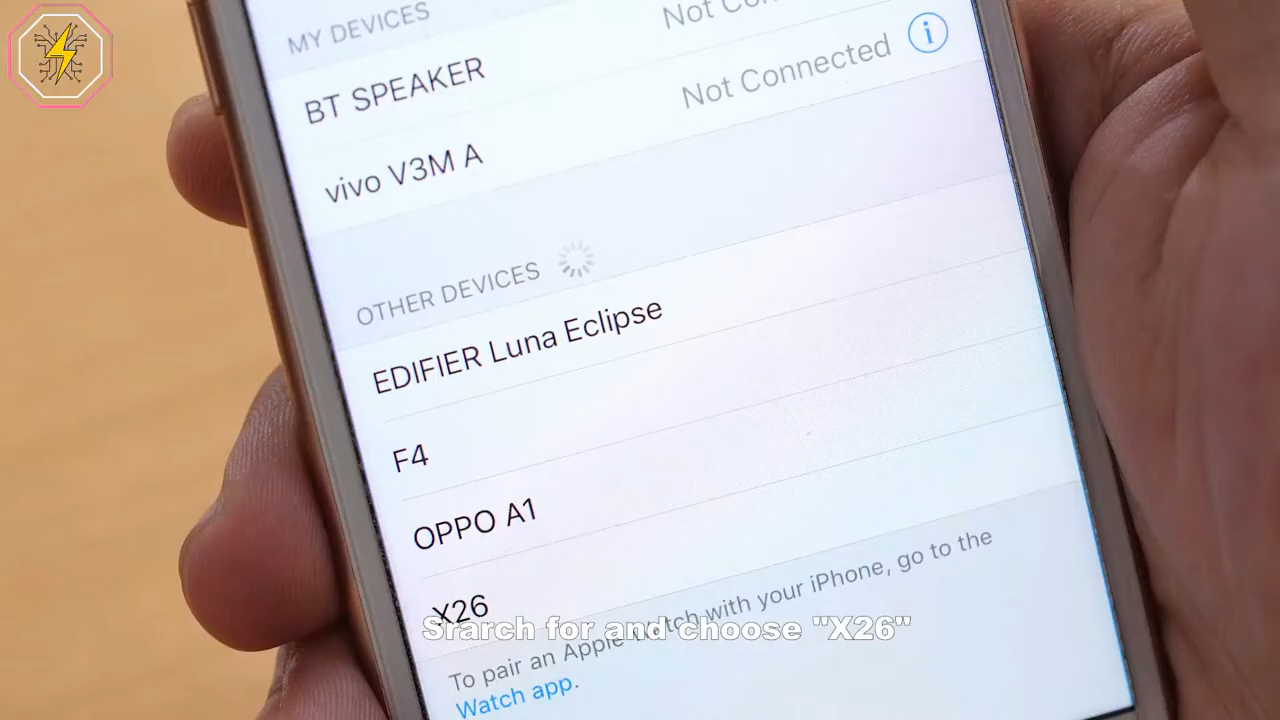 MY DEVICES
BT SPEAKER
Not
vivo V3M A
Not Connected
OTHER DEVICES
EDIFIER Luna Eclipse
F4
OPPO A1
X26
Srarch for and choose "X26"
To pair an Apple Watch with your iPhone, go to the
Watch app.